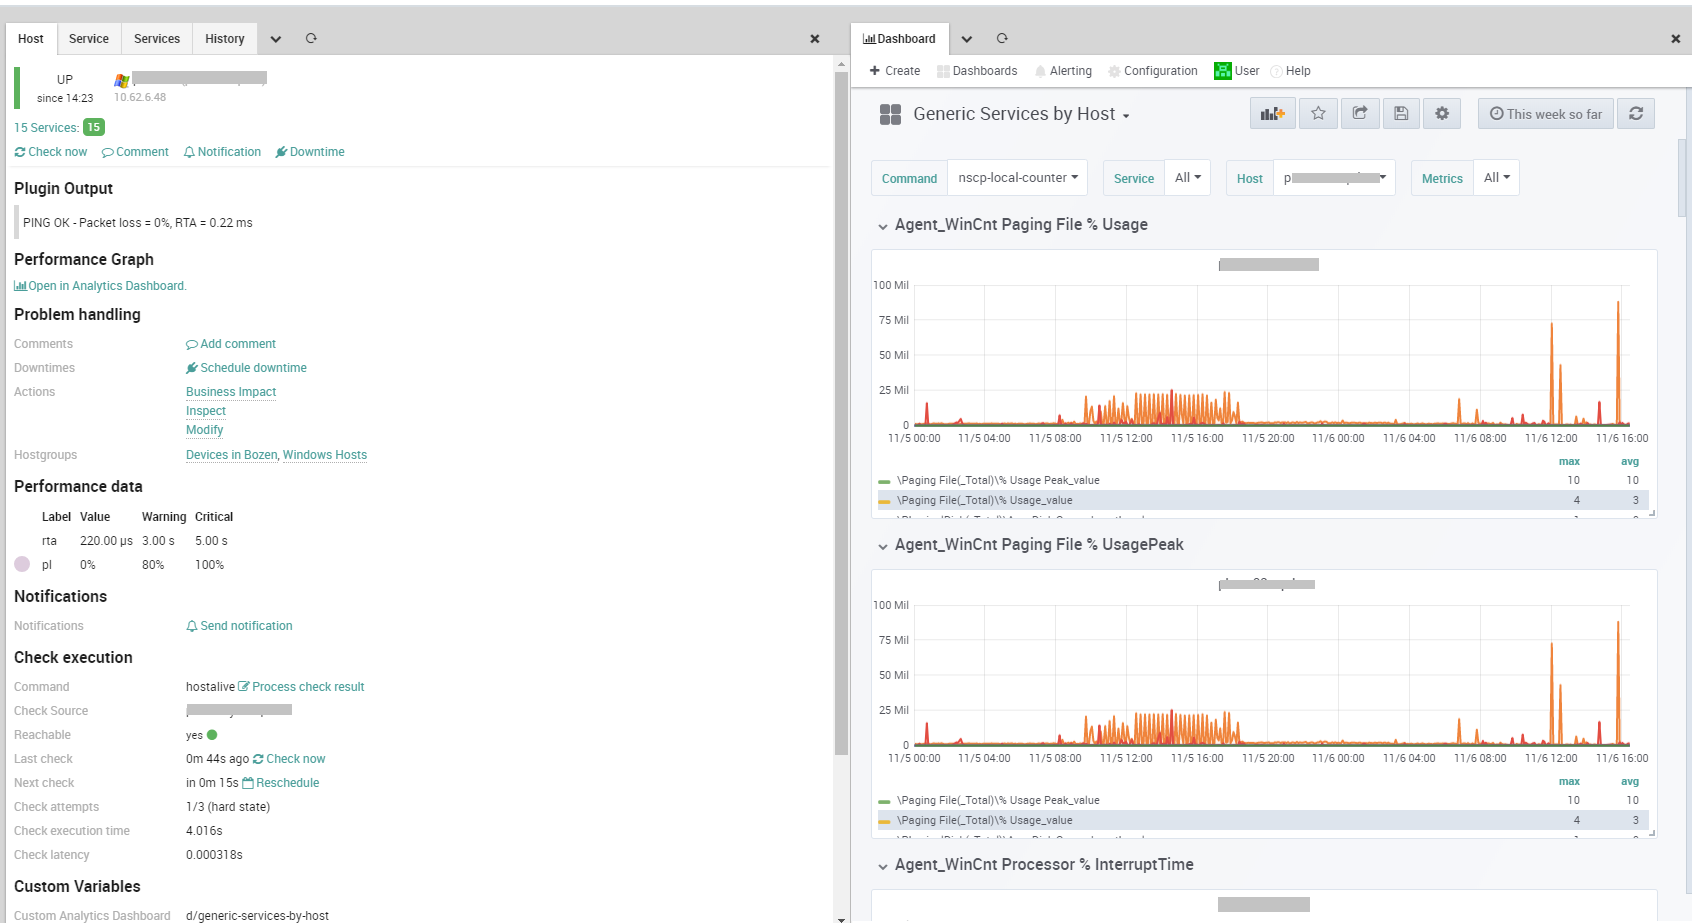 Host Service Services History
UP
since 14:23
10.62.6.48
15 Services: 15
Check now Comment Notification Downtime
Plugin Output
PING OK - Packet loss = 0%, RTA = 0.22 ms
Performance Graph
Open in Analytics Dashboard.
Problem handling
Comments Add comment
Downtimes Schedule downtime
Actions Business Impact
Inspect
Modify
Hostgroups Devices in Bozen, Windows Hosts
Performance data
Label Value Warning Critical
rta 220.00 µs 3.00 s 5.00 s
pl 0% 80% 100%
Notifications
Notifications Send notification
Check execution
Command hostalive Process check result
Check Source
Reachable yes
Last check 0m 44s ago Check now
Next check in 0m 15s Reschedule
Check attempts 1/3 (hard state)
Check execution time 4.016s
Check latency 0.000318s
Custom Variables
Custom Analytics Dashboard d/generic-services-by-host
Dashboard
Create Dashboards Alerting Configuration User Help
Generic Services by Host
This week so far
Command nscp-local-counter Service All Host Metrics All
Agent_WinCnt Paging File % Usage
100 Mil
75 Mil
50 Mil
25 Mil
0
11/5 00:00 11/5 04:00 11/5 08:00 11/5 12:00 11/5 16:00 11/5 20:00 11/6 00:00 11/6 04:00 11/6 08:00 11/6 12:00 11/6 16:00
max avg
\Paging File(_Total)\% Usage Peak_value 10 10
\Paging File(_Total)\% Usage_value 4 3
Agent_WinCnt Paging File % UsagePeak
100 Mil
75 Mil
50 Mil
25 Mil
0
11/5 00:00 11/5 04:00 11/5 08:00 11/5 12:00 11/5 16:00 11/5 20:00 11/6 00:00 11/6 04:00 11/6 08:00 11/6 12:00 11/6 16:00
max avg
\Paging File(_Total)\% Usage Peak_value 10 10
\Paging File(_Total)\% Usage_value 4 3
Agent_WinCnt Processor % InterruptTime